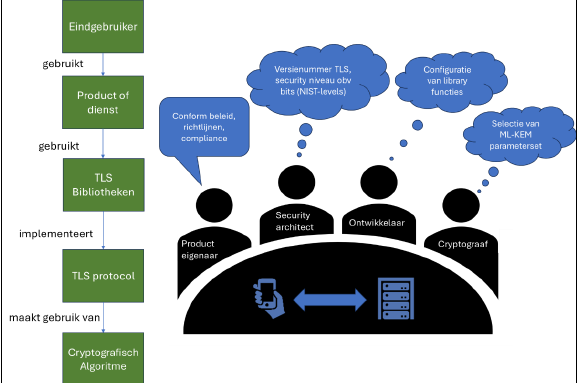 Eindgebruiker
gebruikt
Product of
dienst
gebruikt
TLS
Bibliotheken
implementeert
TLS protocol
maakt gebruik van
Cryptografisch
Algoritme
Conform beleid,
richtlijnen,
compliance
Versienummer TLS,
security niveau obv
bits (NIST-levels)
Configuratie
van library
functies
Selectie van
ML-KEM
parameterset
Product
eigenaar
Security
architect
Ontwikkelaar
Cryptograaf